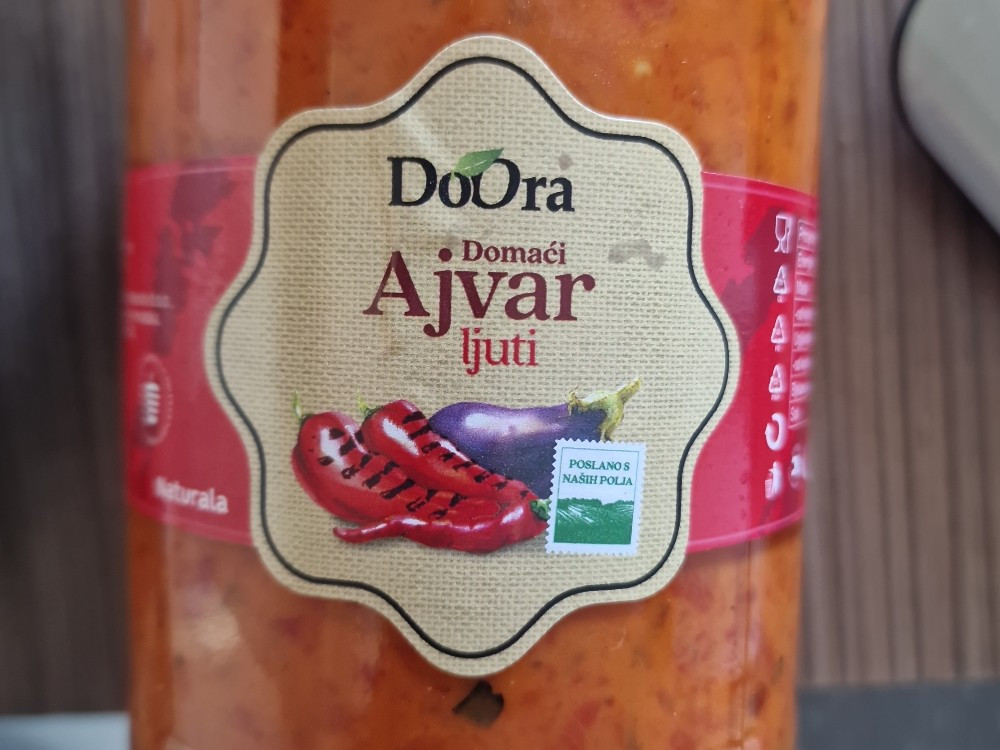 DoOra
Domaći
Ajvar
ljuti
POSLANO S
NAŠIH POLJA
Naturala